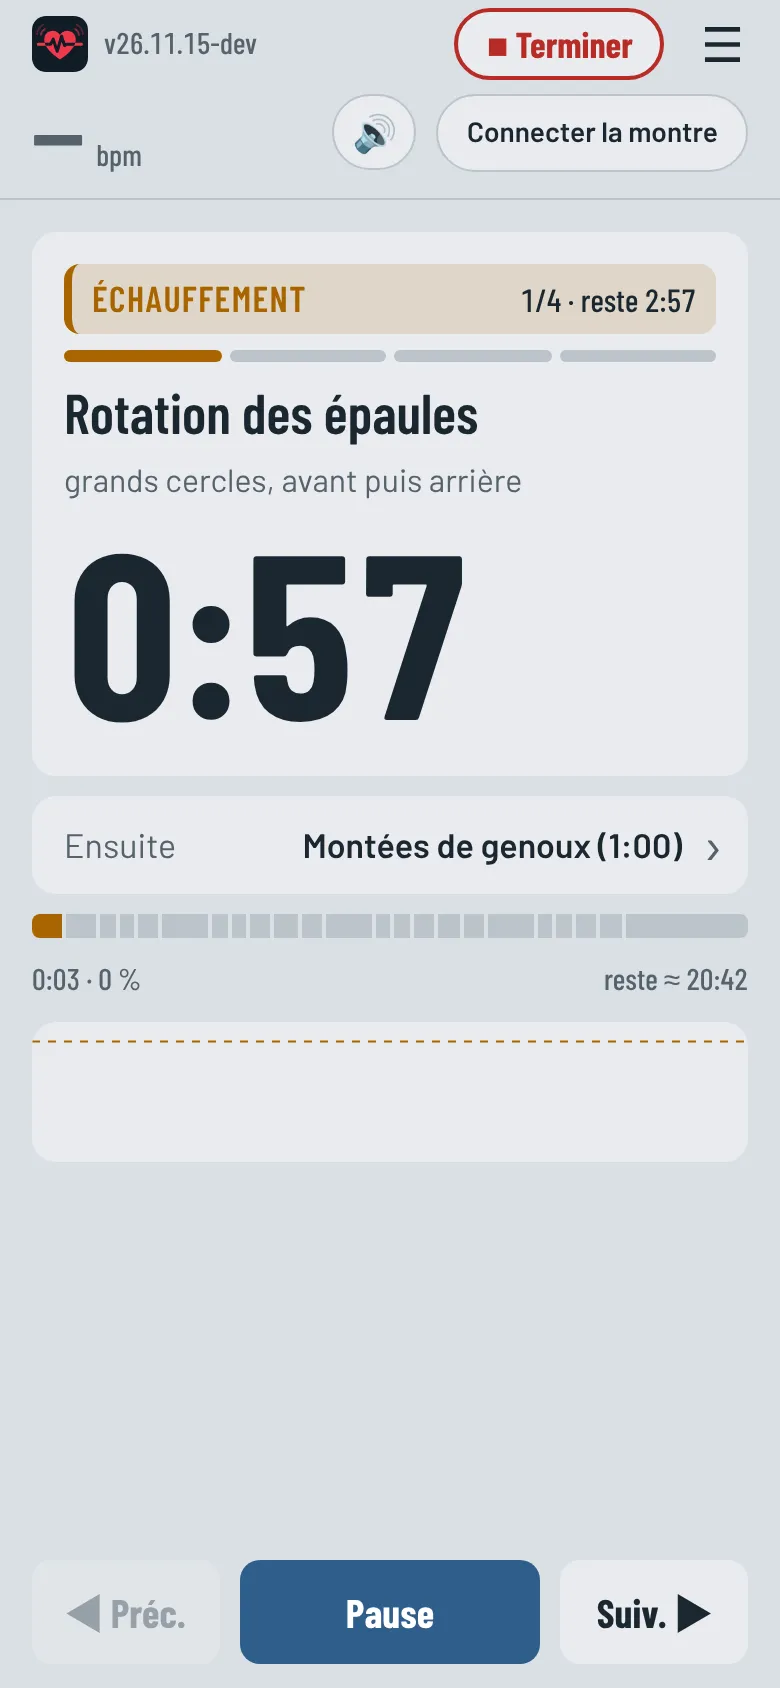 v26.11.15-dev
■ Terminer
— bpm
Connecter la montre
ÉCHAUFFEMENT
1/4 · reste 2:57
Rotation des épaules
grands cercles, avant puis arrière
0:57
Ensuite
Montées de genoux (1:00) ›
0:03 · 0 %
reste ≈ 20:42
◀ Préc.
Pause
Suiv. ▶